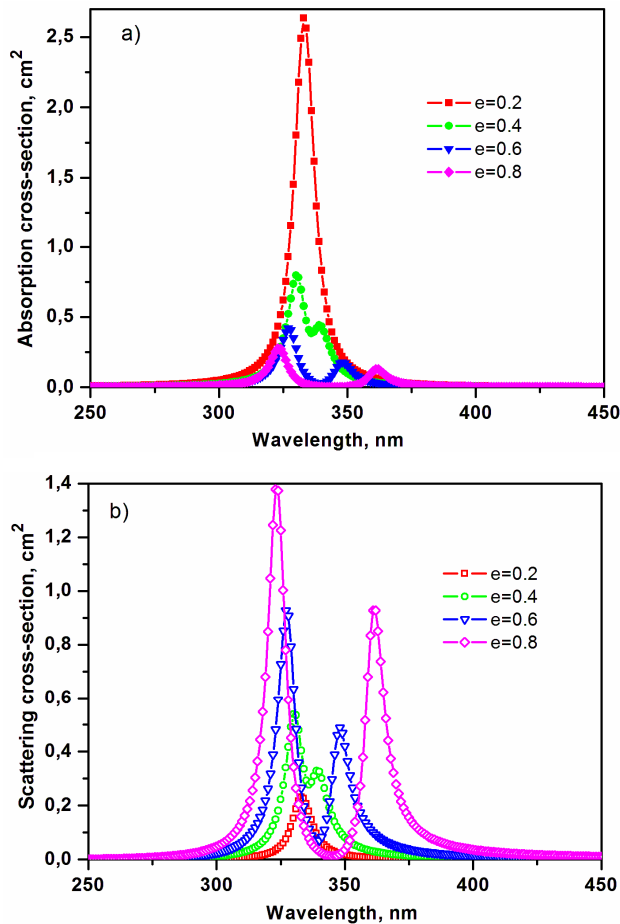 a)
Absorption cross-section, cm²
2,5
2,0
1,5
1,0
0,5
0,0
e=0.2
e=0.4
e=0.6
e=0.8
250 300 350 400 450
Wavelength, nm
b)
Scattering cross-section, cm²
1,4
1,2
1,0
0,8
0,6
0,4
0,2
0,0
e=0.2
e=0.4
e=0.6
e=0.8
250 300 350 400 450
Wavelength, nm